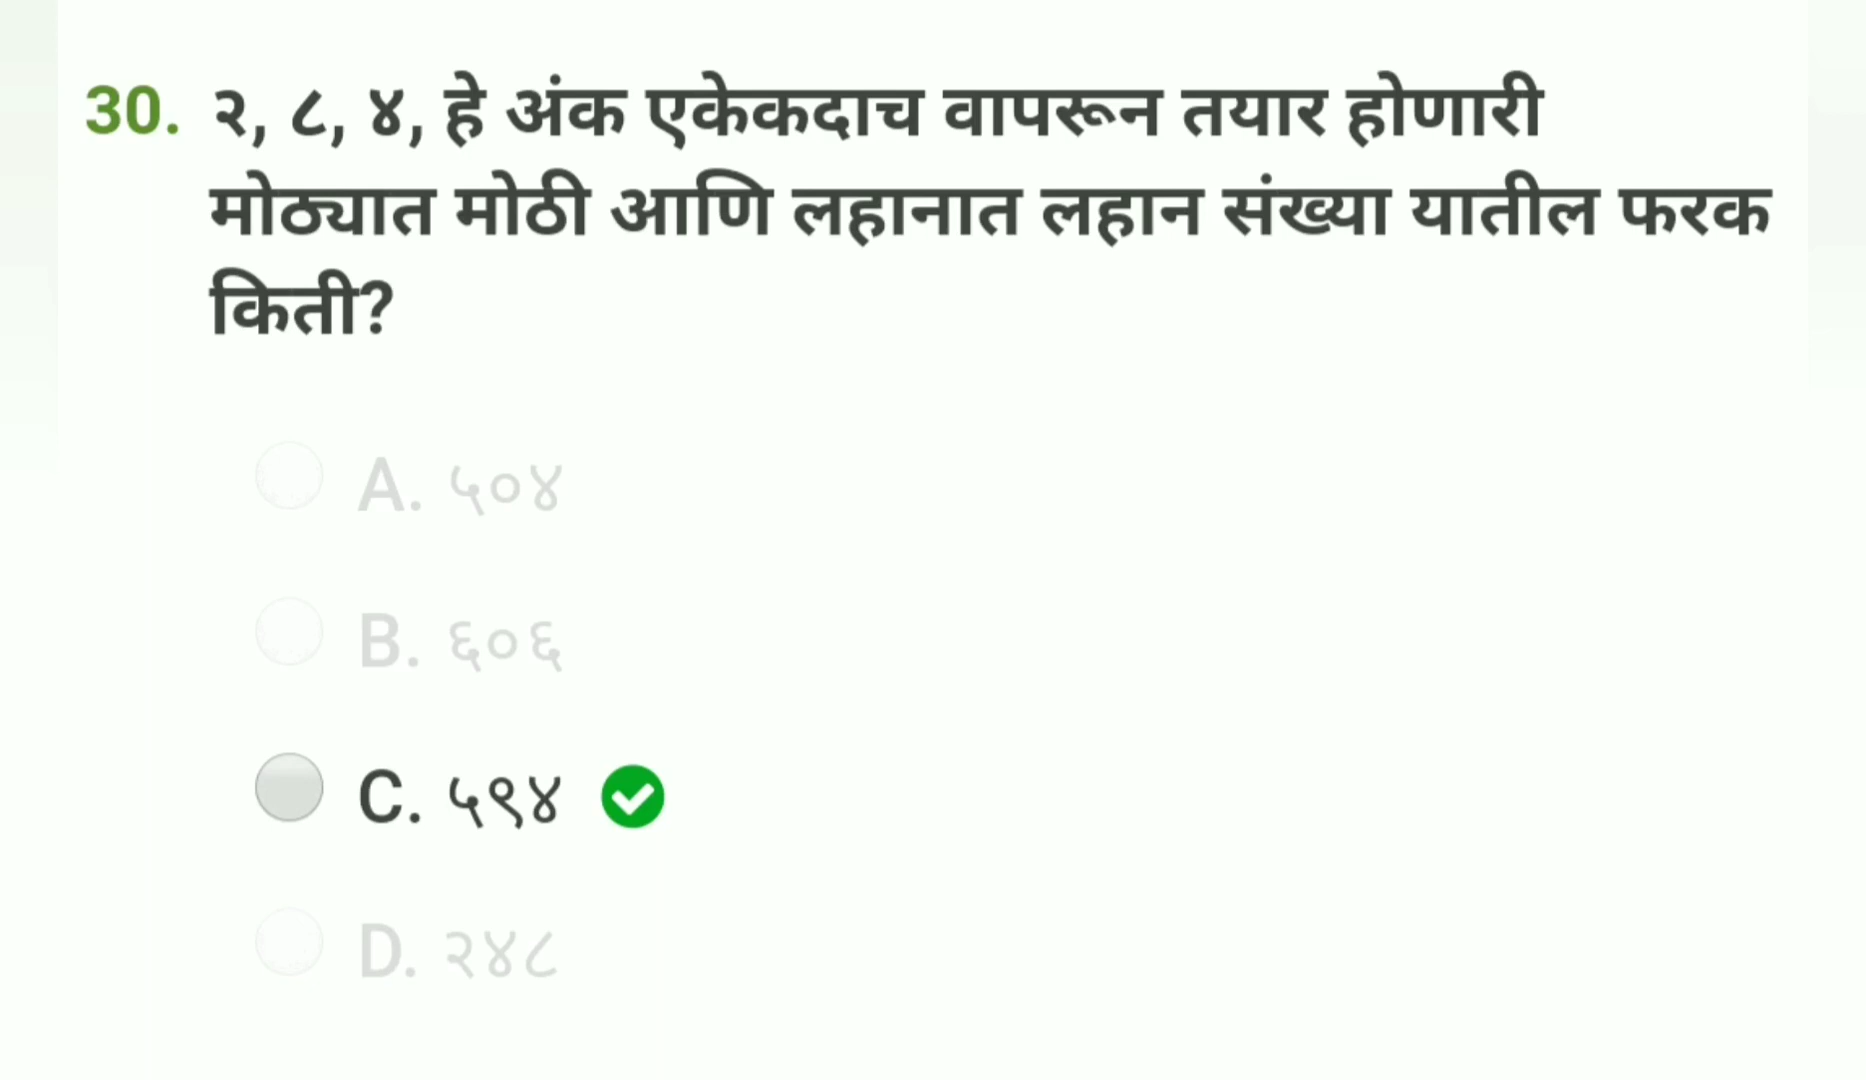 30. २, ८, ४, हे अंक एकेकदाच वापरून तयार होणारी
मोठ्यात मोठी आणि लहानात लहान संख्या यातील फरक
किती?
A. ५०४
B. ६०६
C. ५९४
D. २४८